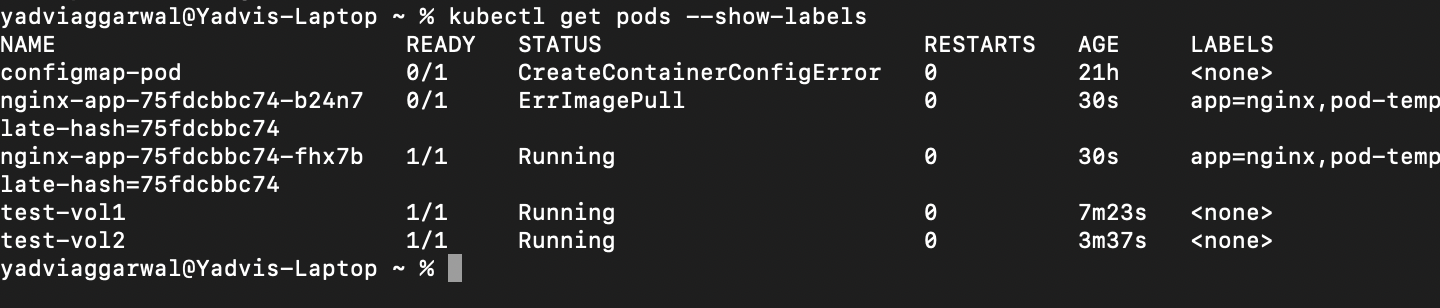 yadviaggarwal@Yadvis-Laptop ~ % kubectl get pods --show-labels
NAME                         READY   STATUS                       RESTARTS   AGE     LABELS
configmap-pod                0/1     CreateContainerConfigError   0          21h     <none>
nginx-app-75fdcbbc74-b24n7   0/1     ErrImagePull                 0          30s     app=nginx,pod-temp
late-hash=75fdcbbc74
nginx-app-75fdcbbc74-fhx7b   1/1     Running                      0          30s     app=nginx,pod-temp
late-hash=75fdcbbc74
test-vol1                    1/1     Running                      0          7m23s   <none>
test-vol2                    1/1     Running                      0          3m37s   <none>
yadviaggarwal@Yadvis-Laptop ~ %